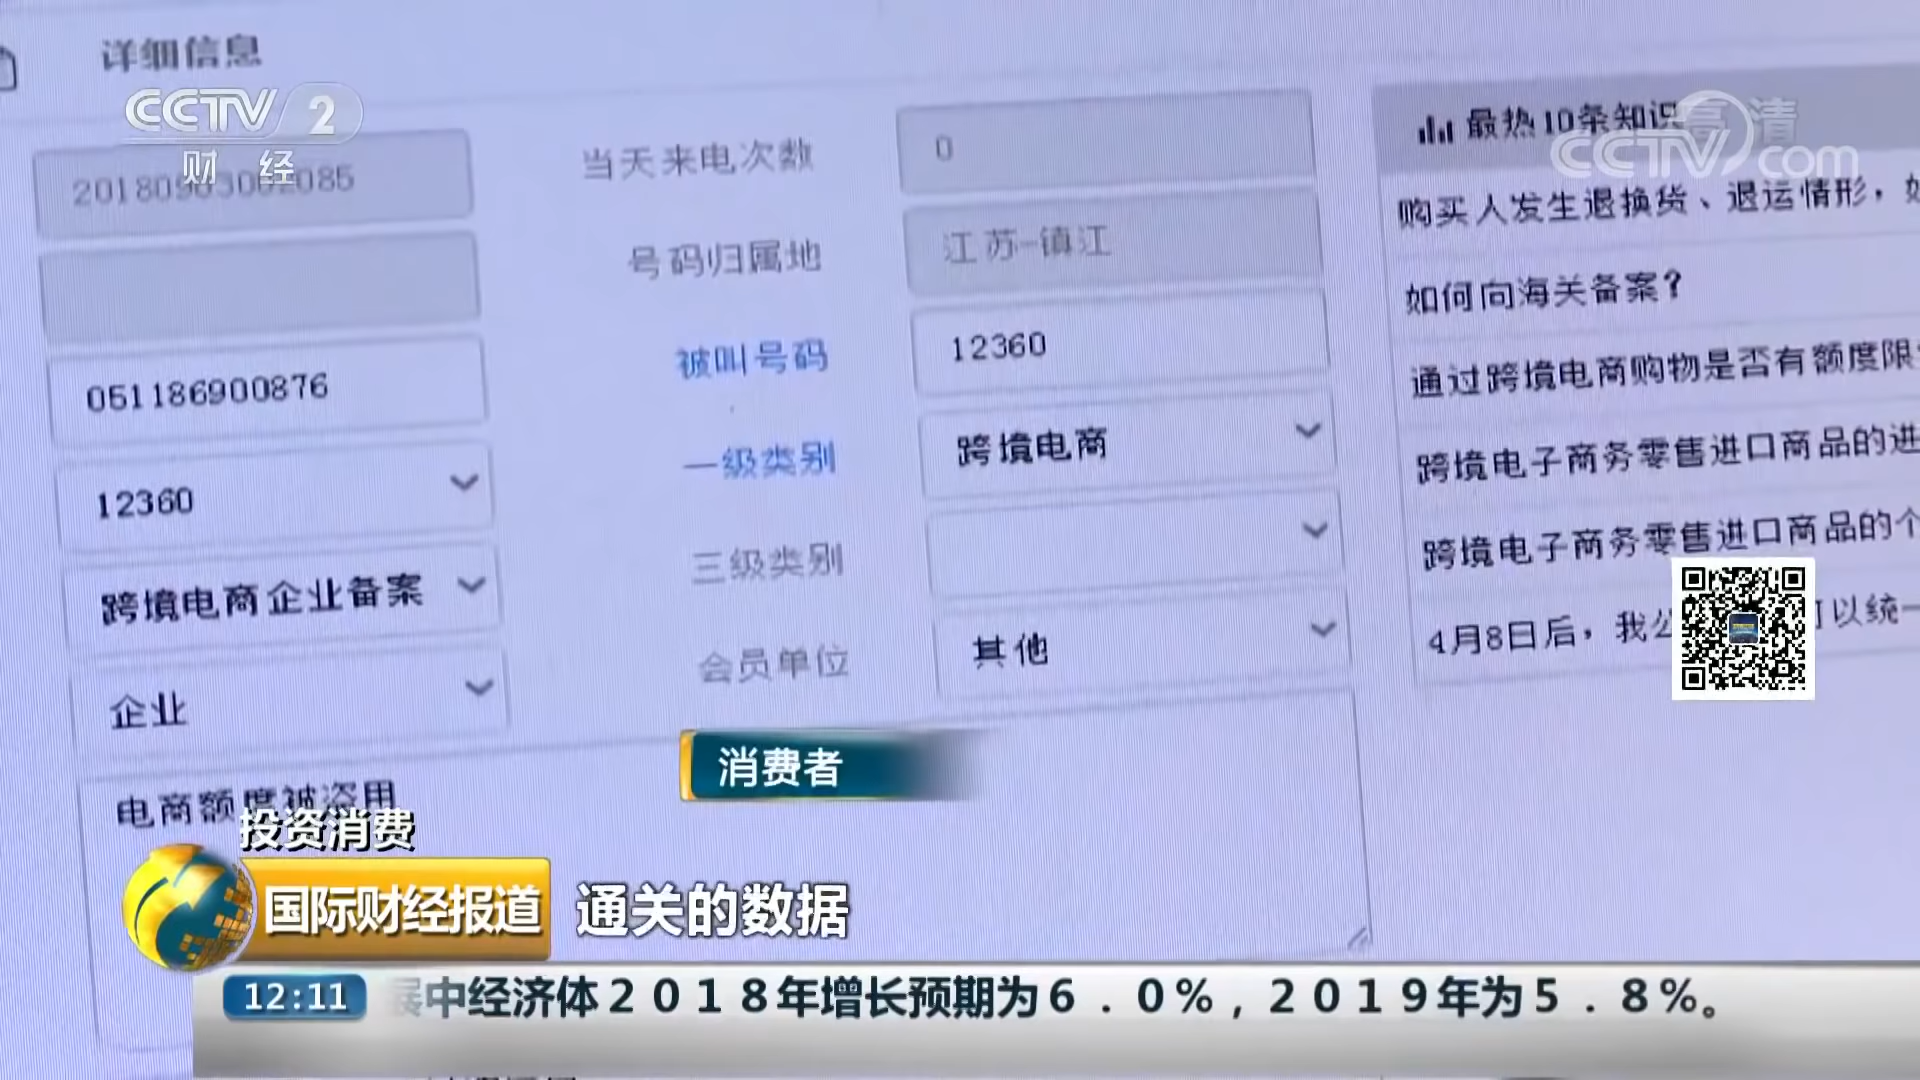 详细信息
CCTV 2
财 经
当天来电次数
0
号码归属地
江苏-镇江
051186900876
被叫号码
12360
12360
一级类别
跨境电商
跨境电商企业备案
三级类别
企业
会员单位
其他
电商额度被盗用
最热10条知识
高清
CCTV.com
购买人发生退换货、退运情形，
如何向海关备案?
通过跨境电商购物是否有额度限
跨境电子商务零售进口商品的进
跨境电子商务零售进口商品的个
4月8日后，我公
可以统一
消费者
投资消费
国际财经报道
通关的数据
12:11
展中经济体2018年增长预期为6.0%,2019年为5.8%。